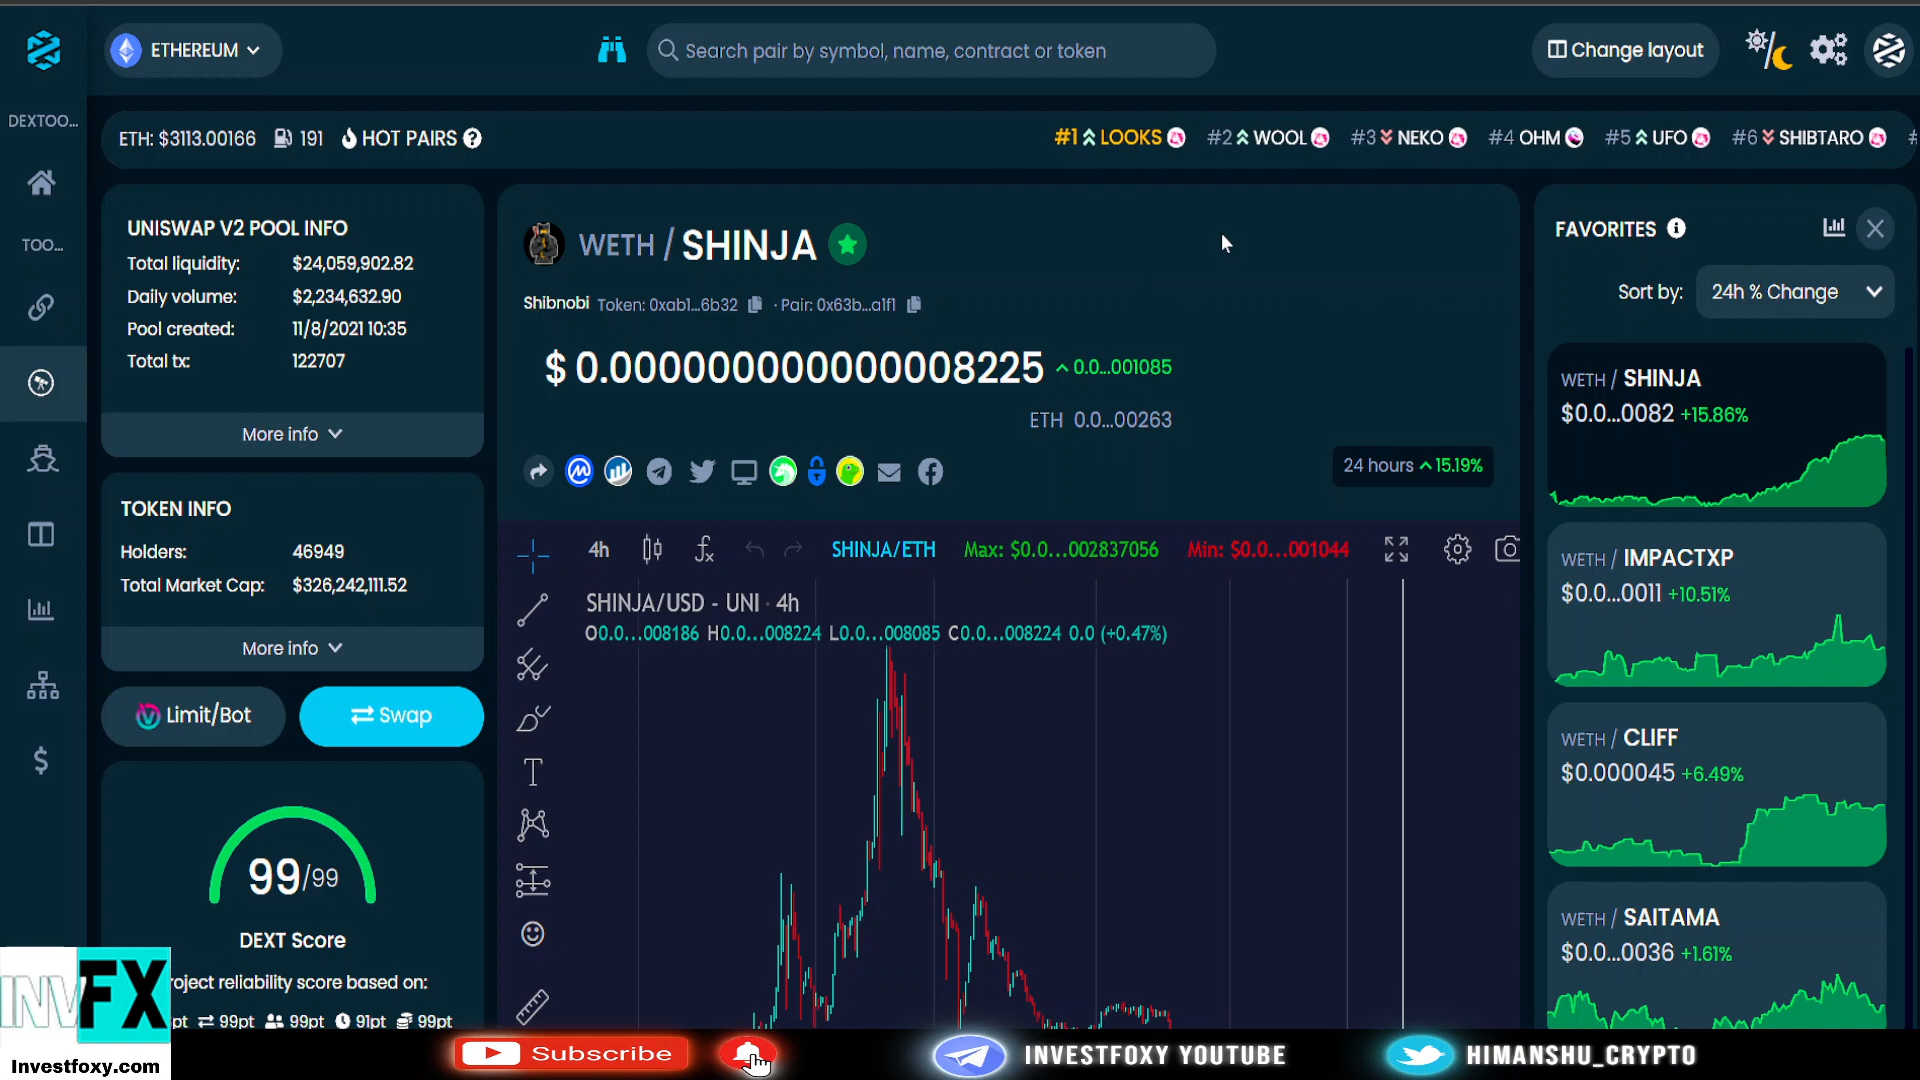 ETHEREUM
Search pair by symbol, name, contract or token
Change layout
DEXTOO...
ETH: $3113.00166 191 HOT PAIRS
#1 LOOKS #2 WOOL #3 NEKO #4 OHM #5 UFO #6 SHIBTARO #
TOO...
UNISWAP V2 POOL INFO
Total liquidity: $24,059,902.82
Daily volume: $2,234,632.90
Pool created: 11/8/2021 10:35
Total tx: 122707
More info
TOKEN INFO
Holders: 46949
Total Market Cap: $326,242,111.52
More info
Limit/Bot
Swap
99/99
DEXT Score
roject reliability score based on:
pt 99pt 99pt 91pt 99pt
WETH / SHINJA
Shibnobi Token: 0xab1...6b32 · Pair: 0x63b...a1f1
$ 0.000000000000008225 0.0...001085
ETH 0.0...00263
24 hours 15.19%
4h SHINJA/ETH Max: $0.0...002837056 Min: $0.0...001044
SHINJA/USD - UNI · 4h
O0.0...008186 H0.0...008224 L0.0...008085 C0.0...008224 0.0 (+0.47%)
FAVORITES
Sort by: 24h % Change
WETH / SHINJA
$0.0...0082 +15.86%
WETH / IMPACTXP
$0.0...0011 +10.51%
WETH / CLIFF
$0.000045 +6.49%
WETH / SAITAMA
$0.0...0036 +1.61%
INVFX
Investfoxy.com
Subscribe
INVESTFOXY YOUTUBE
HIMANSHU_CRYPTO